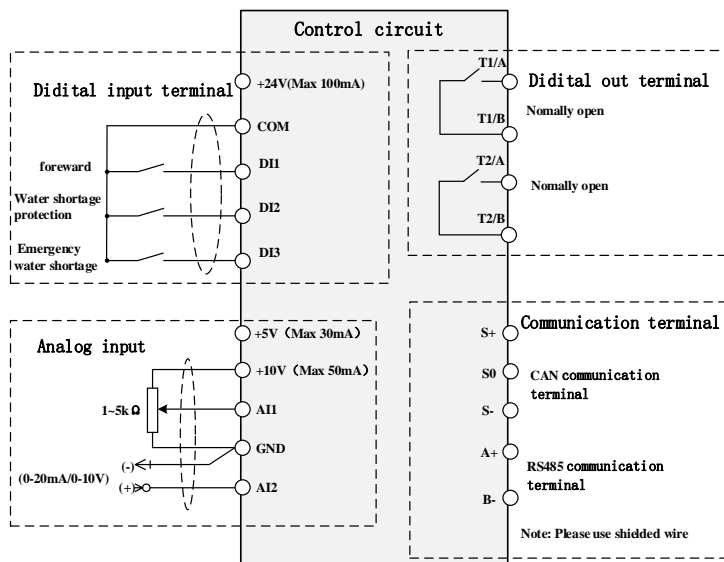 Control circuit
Didital input terminal
+24V(Max 100mA)
COM
foreward
DI1
Water shortage
protection
DI2
Emergency
water shortage
DI3
Analog input
+5V（Max 30mA）
+10V（Max 50mA）
1~5kΩ
AI1
GND
(-)
(0-20mA/0-10V)
(+)
AI2
T1/A
Didital out terminal
Nomally open
T1/B
T2/A
Nomally open
T2/B
Communication terminal
S+
S0
CAN communication
terminal
S-
A+
RS485 communication
terminal
B-
Note: Please use shielded wire